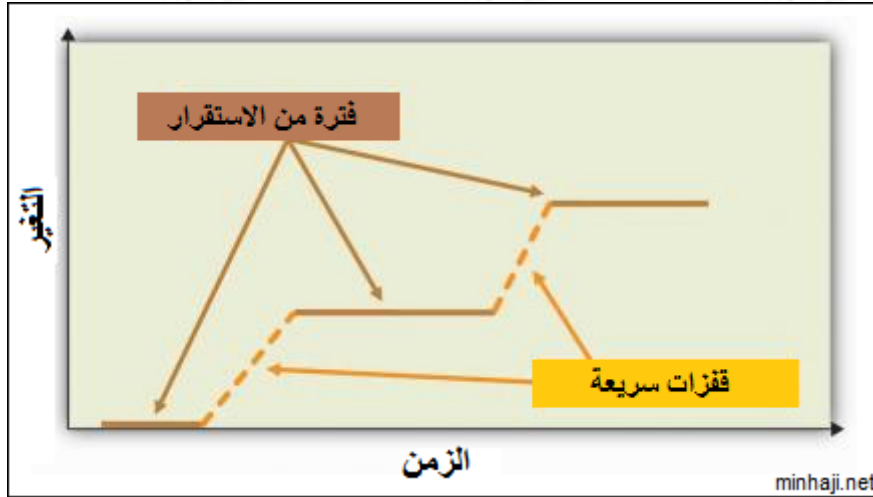 فترة من الاستقرار
التغير
قفزات سريعة
الزمن
minhaji.net